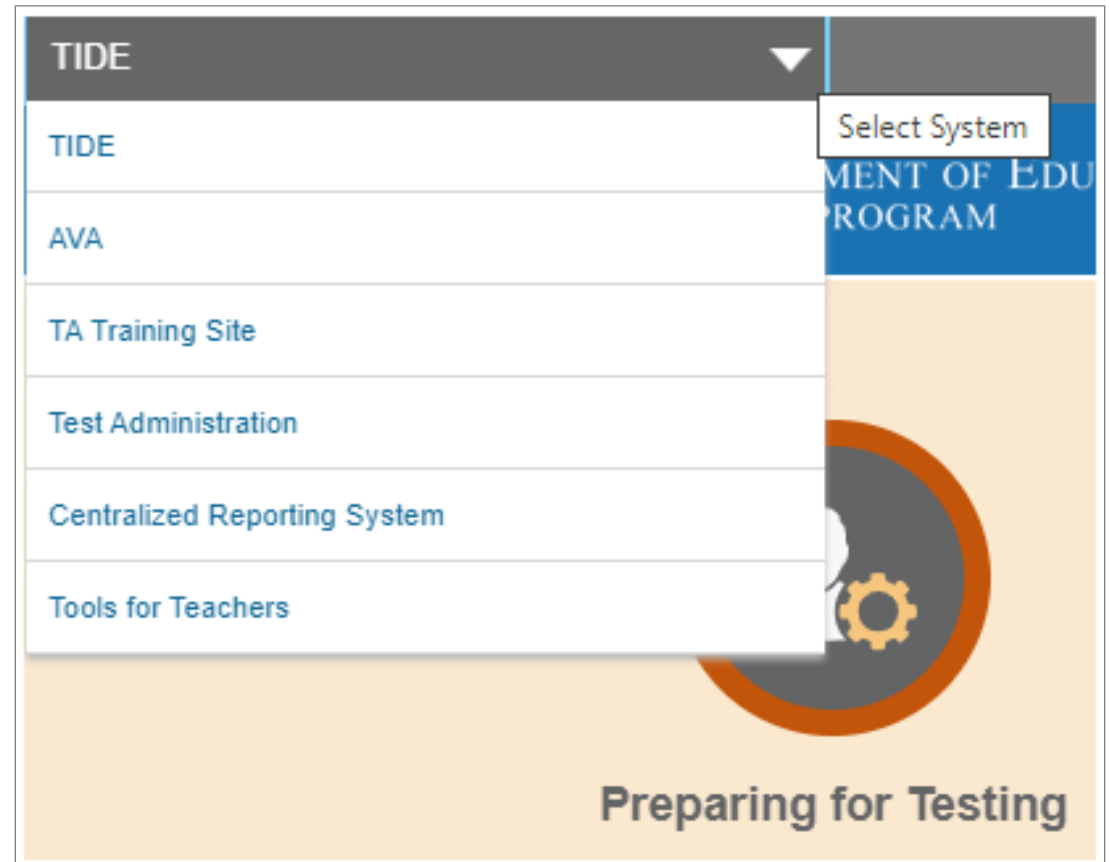 TIDE
Select System
TIDE
MENT OF EDU
PROGRAM
AVA
TA Training Site
Test Administration
Centralized Reporting System
Tools for Teachers
Preparing for Testing